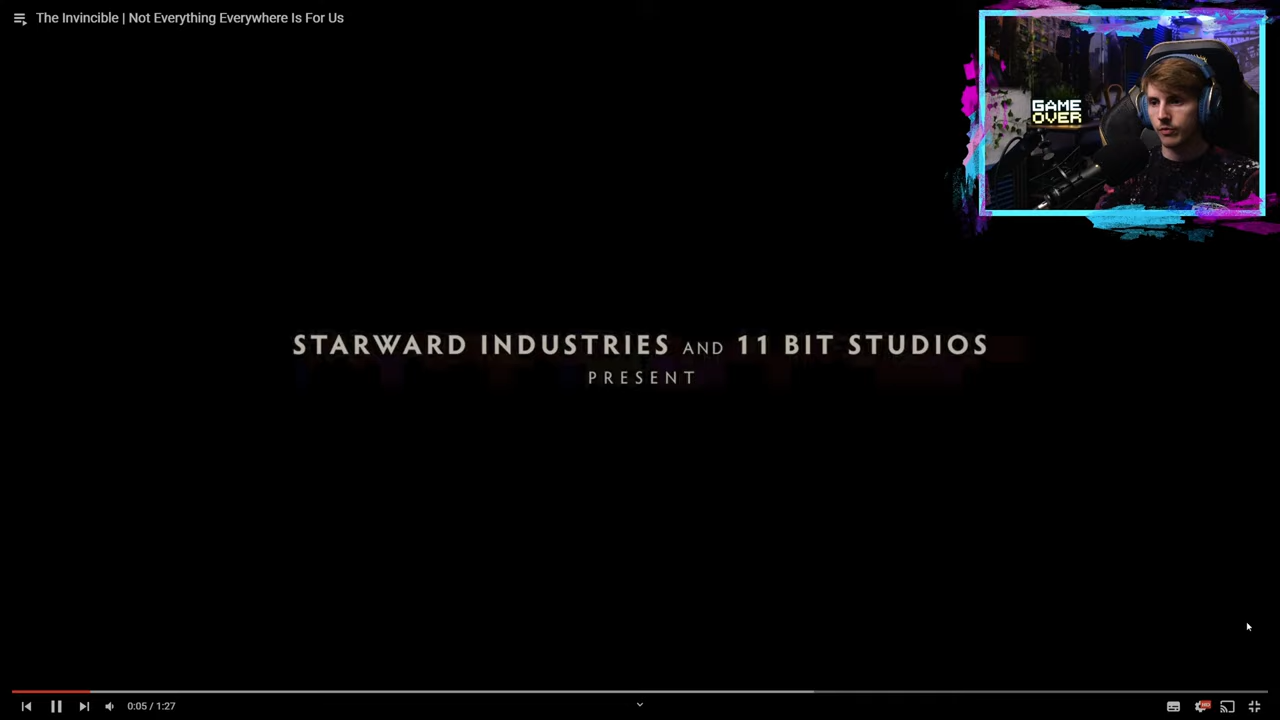 The Invincible | Not Everything Everywhere Is For Us
GAME
OVER
STARWARD INDUSTRIES AND 11 BIT STUDIOS
PRESENT
0:05 / 1:27
HD